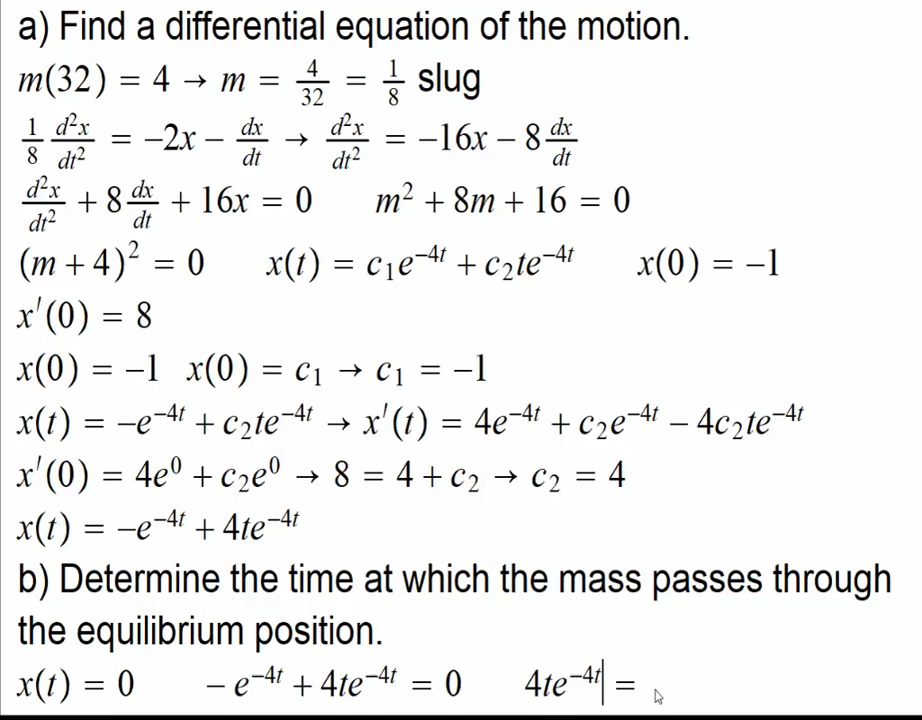 a) Find a differential equation of the motion.
m(32) = 4 → m = 4/32 = 1/8 slug
1/8 d²x/dt² = −2x − dx/dt → d²x/dt² = −16x − 8 dx/dt
d²x/dt² + 8 dx/dt + 16x = 0 m² + 8m + 16 = 0
(m + 4)² = 0 x(t) = c₁e⁻⁴ᵗ + c₂te⁻⁴ᵗ x(0) = −1
x′(0) = 8
x(0) = −1 x(0) = c₁ → c₁ = −1
x(t) = −e⁻⁴ᵗ + c₂te⁻⁴ᵗ → x′(t) = 4e⁻⁴ᵗ + c₂e⁻⁴ᵗ − 4c₂te⁻⁴ᵗ
x′(0) = 4e⁰ + c₂e⁰ → 8 = 4 + c₂ → c₂ = 4
x(t) = −e⁻⁴ᵗ + 4te⁻⁴ᵗ
b) Determine the time at which the mass passes through
the equilibrium position.
x(t) = 0 − e⁻⁴ᵗ + 4te⁻⁴ᵗ = 0 4te⁻⁴ᵗ =